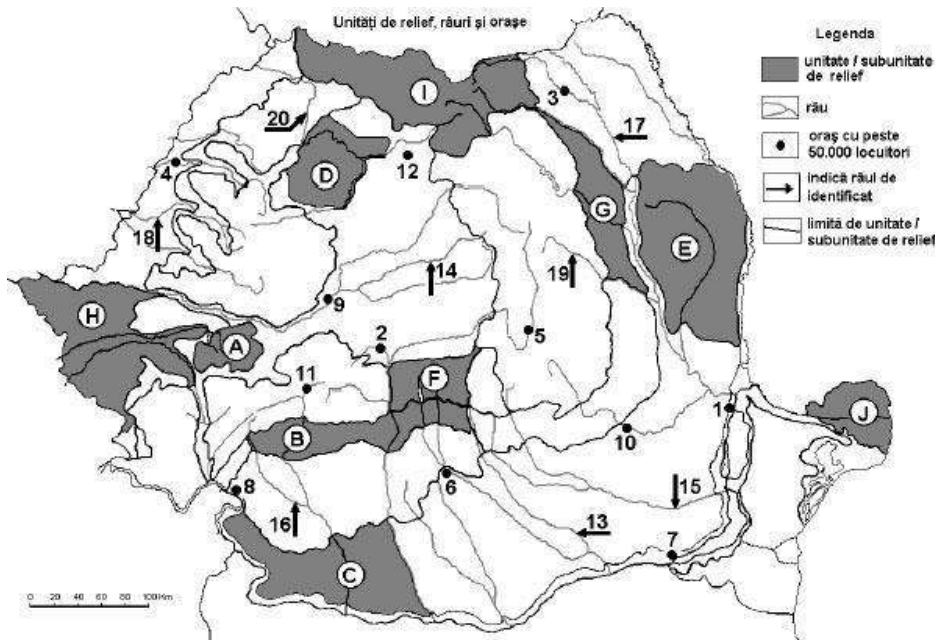 Unități de relief, râuri și orașe
Legenda
unitate / subunitate
de relief
râu
oraș cu peste
50.000 locuitori
indică râul de
identificat
limită de unitate /
subunitate de relief
I
3
20
17
4
12
D
G
18
14
19
E
9
H
2
5
A
F
11
1
J
B
10
8
6
15
16
13
7
C
0 20 40 60 80 100 Km